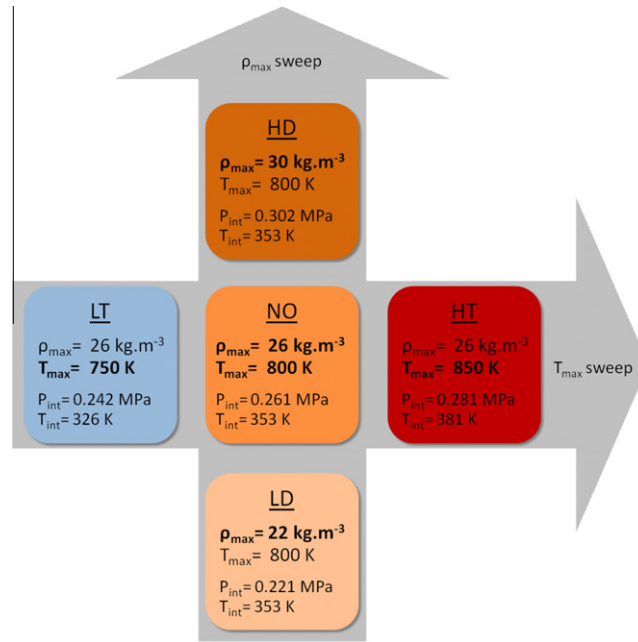 ρmax sweep
HD
ρmax= 30 kg.m-3
Tmax= 800 K
Pint= 0.302 MPa
Tint= 353 K
LT
ρmax= 26 kg.m-3
Tmax= 750 K
Pint= 0.242 MPa
Tint= 326 K
NO
ρmax= 26 kg.m-3
Tmax= 800 K
Pint= 0.261 MPa
Tint= 353 K
HT
ρmax= 26 kg.m-3
Tmax= 850 K
Pint= 0.281 MPa
Tint= 381 K
Tmax sweep
LD
ρmax= 22 kg.m-3
Tmax= 800 K
Pint= 0.221 MPa
Tint= 353 K